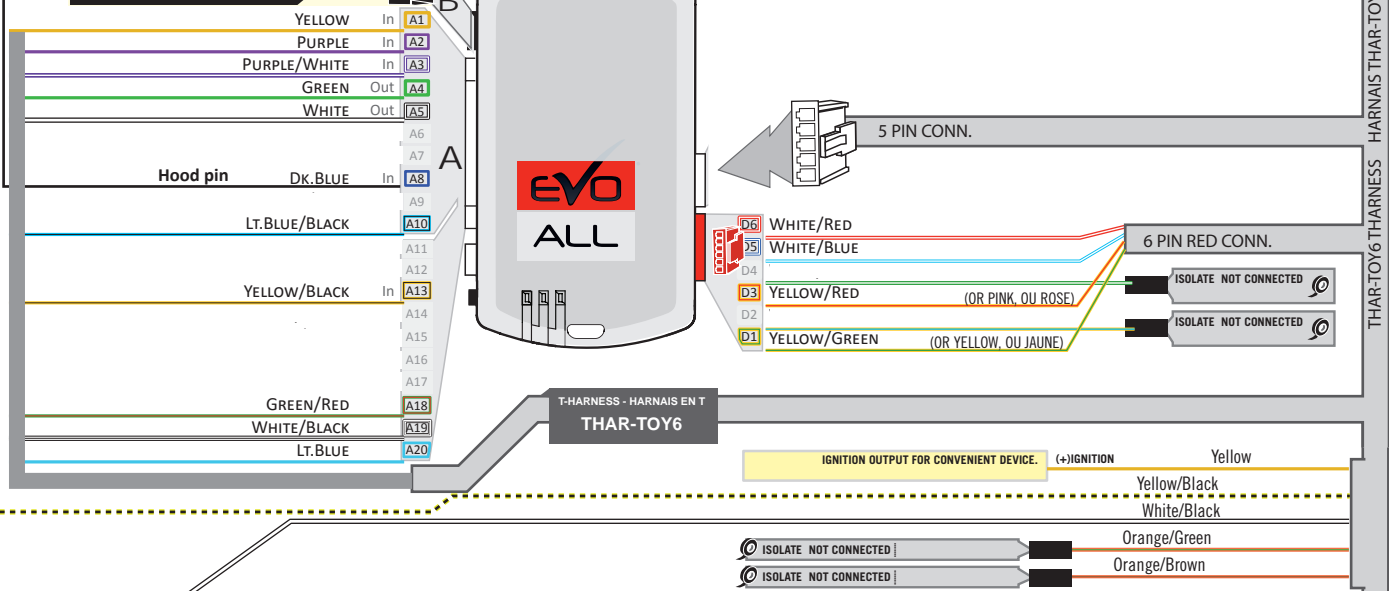 B
YELLOW In A1
PURPLE In A2
PURPLE/WHITE In A3
GREEN Out A4
WHITE Out A5
A6
A7
Hood pin DK.BLUE In A8
A9
LT.BLUE/BLACK A10
A11
A12
YELLOW/BLACK In A13
A14
A15
A16
A17
GREEN/RED A18
WHITE/BLACK A19
LT.BLUE A20
A
EVO
ALL
5 PIN CONN.
D6 WHITE/RED
D5 WHITE/BLUE
D4
D3 YELLOW/RED (OR PINK, OU ROSE)
D2
D1 YELLOW/GREEN (OR YELLOW, OU JAUNE)
6 PIN RED CONN.
ISOLATE NOT CONNECTED
ISOLATE NOT CONNECTED
THAR-TOY6 THARNESS HARNAIS THAR-TOY
T-HARNESS - HARNAIS EN T
THAR-TOY6
IGNITION OUTPUT FOR CONVENIENT DEVICE. (+)IGNITION Yellow
Yellow/Black
White/Black
ISOLATE NOT CONNECTED Orange/Green
ISOLATE NOT CONNECTED Orange/Brown